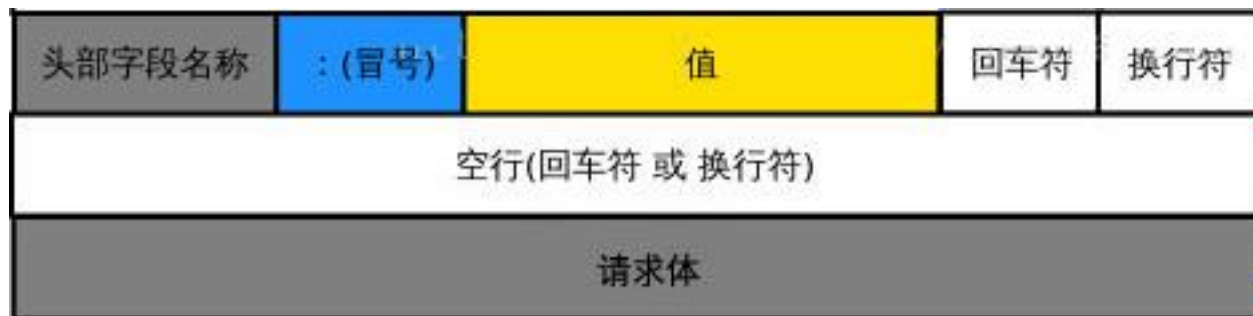 头部字段名称 :(冒号) 值 回车符 换行符
空行(回车符 或 换行符)
请求体